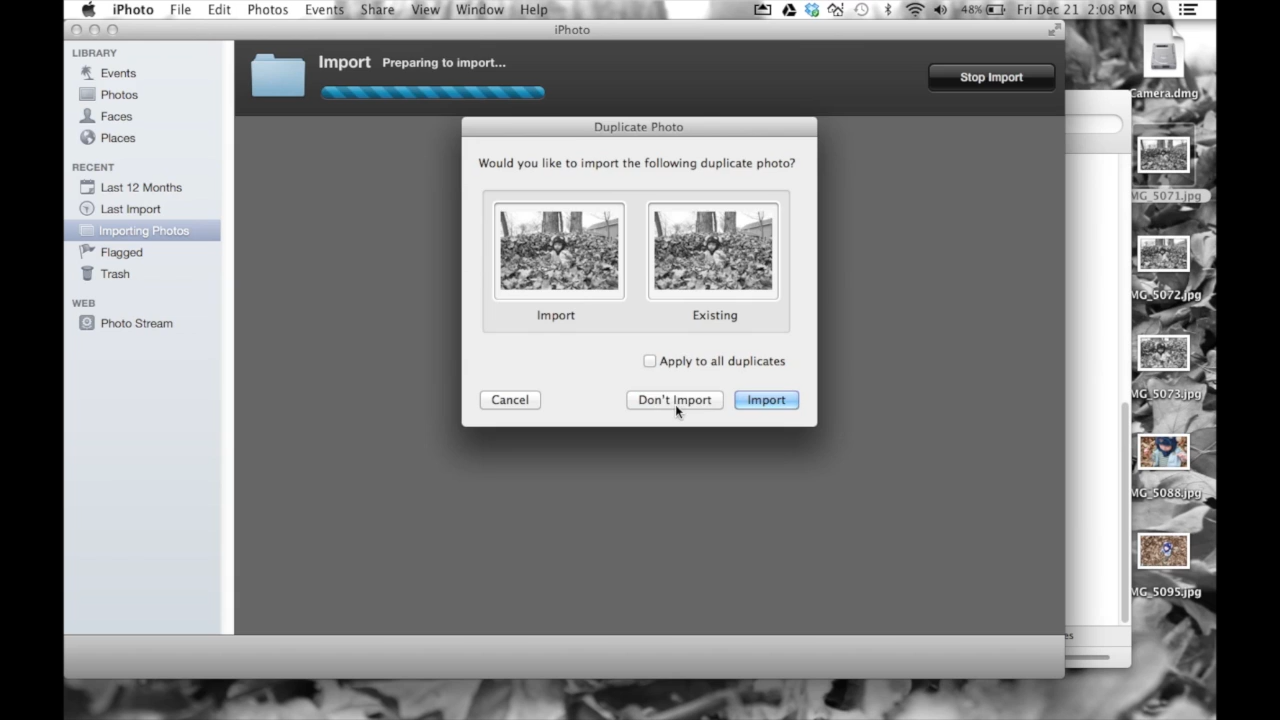 iPhoto File Edit Photos Events Share View Window Help 48% Fri Dec 21 2:08 PM
iPhoto
LIBRARY
Events
Photos
Faces
Places
RECENT
Last 12 Months
Last Import
Importing Photos
Flagged
Trash
WEB
Photo Stream
Import Preparing to import...
Stop Import
Duplicate Photo
Would you like to import the following duplicate photo?
Import
Existing
Apply to all duplicates
Cancel
Don't Import
Import
Camera.dmg
MG_5071.jpg
MG_5072.jpg
MG_5073.jpg
MG_5088.jpg
MG_5095.jpg
es